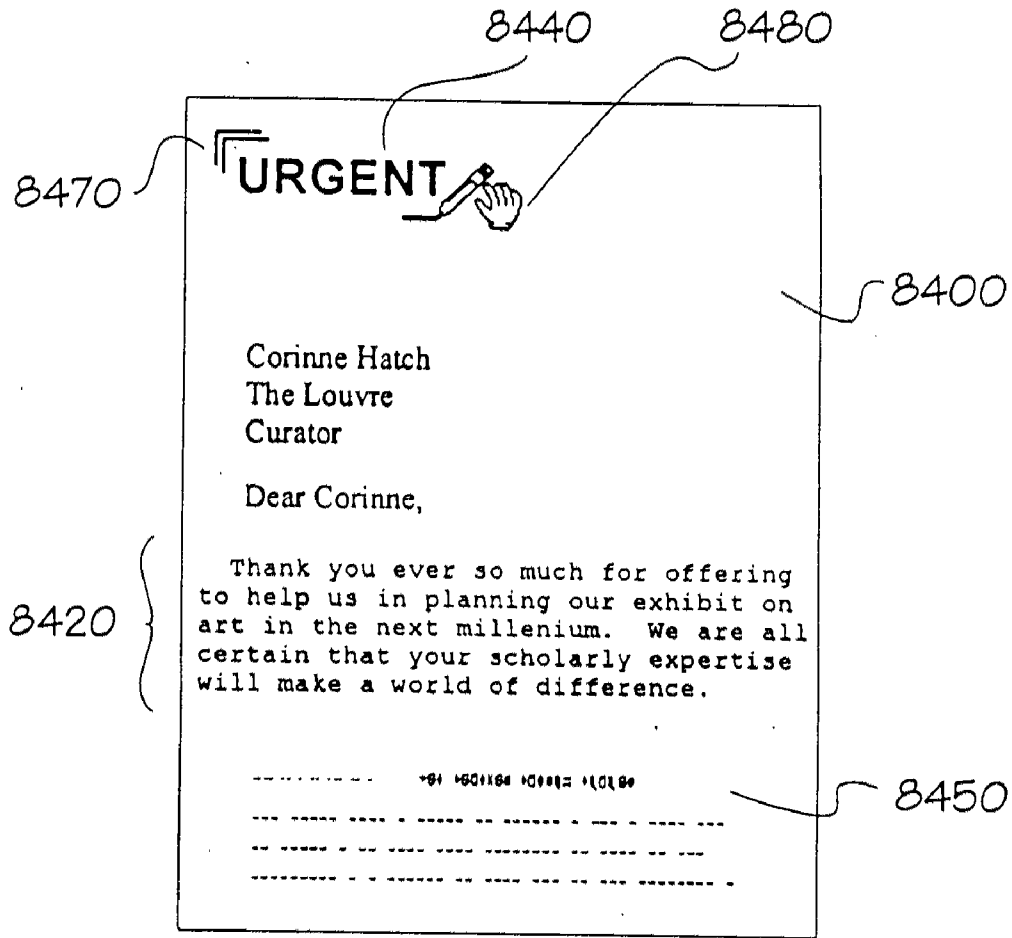 8440 8480
8470
URGENT
8400
Corinne Hatch
The Louvre
Curator
Dear Corinne,
8420
Thank you ever so much for offering
to help us in planning our exhibit on
art in the next millenium. We are all
certain that your scholarly expertise
will make a world of difference.
8450